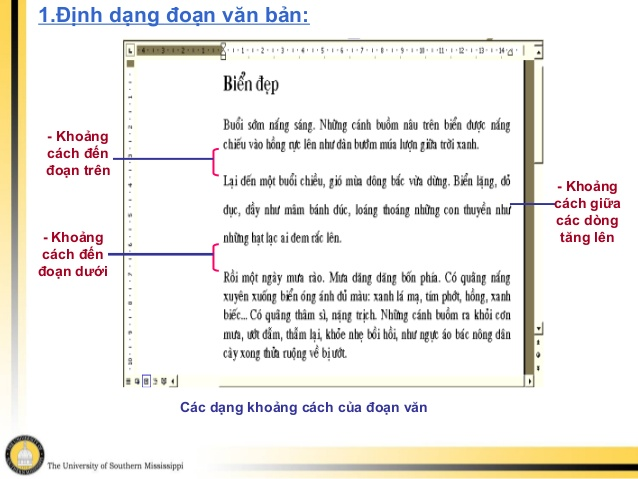 1.Định dạng đoạn văn bản:
Biển đẹp
Buổi sớm nắng sáng. Những cánh buồm nâu trên biển được nắng
chiếu vào hồng rực lên như đàn bướm múa lượn giữa trời xanh.
- Khoảng
cách đến
đoạn trên
Lại đến một buổi chiều, gió mùa đông bắc vừa dừng. Biển lặng, đỏ
đục, đầy như mâm bánh đúc, loáng thoáng những con thuyền như
những hạt lạc ai đem rắc lên.
- Khoảng
cách giữa
các dòng
tăng lên
- Khoảng
cách đến
đoạn dưới
Rồi một ngày mưa rào. Mưa dăng dăng bốn phía. Có quãng nắng
xuyên xuống biển óng ánh đủ màu: xanh lá mạ, tím phớt, hồng, xanh
biếc... Có quãng thâm sì, nặng trịch. Những cánh buồm ra khỏi cơn
mưa, ướt đẫm, thẫm lại, khỏe nhẹ bồi hồi, như ngực áo bác nông dân
cày xong thửa ruộng về bị ướt.
Các dạng khoảng cách của đoạn văn
The University of Southern Mississippi